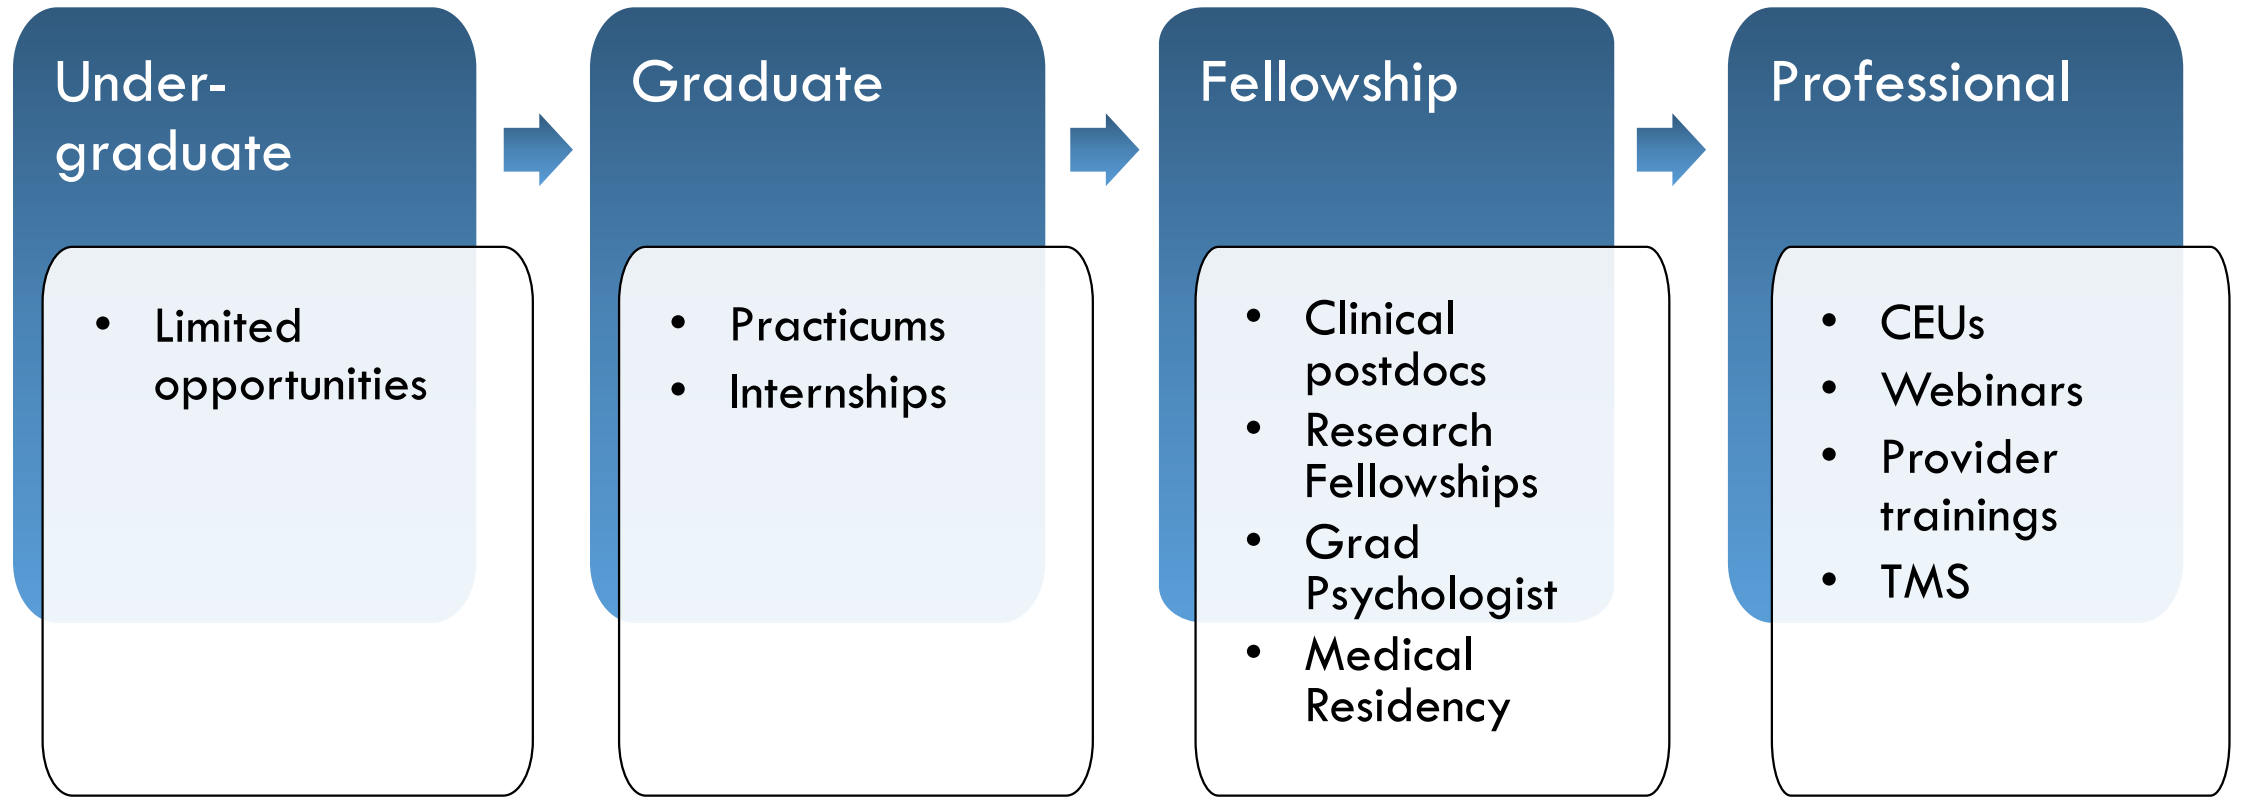 Under-
graduate
• Limited
opportunities
Graduate
• Practicums
• Internships
Fellowship
• Clinical
postdocs
• Research
Fellowships
• Grad
Psychologist
• Medical
Residency
Professional
• CEUs
• Webinars
• Provider
trainings
• TMS